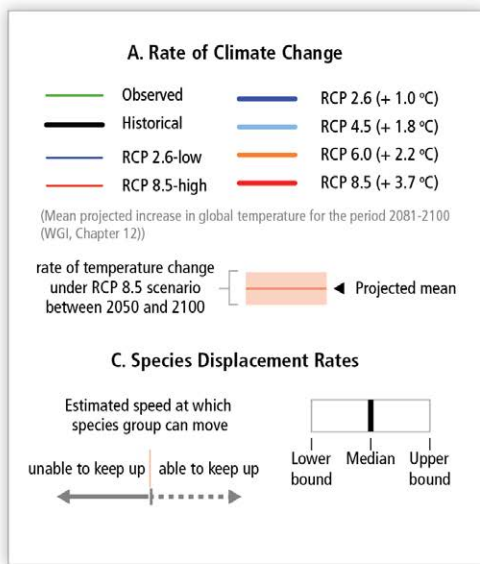 A. Rate of Climate Change
Observed
Historical
RCP 2.6-low
RCP 8.5-high
RCP 2.6 (+ 1.0 ºC)
RCP 4.5 (+ 1.8 ºC)
RCP 6.0 (+ 2.2 ºC)
RCP 8.5 (+ 3.7 ºC)
(Mean projected increase in global temperature for the period 2081-2100
(WGI, Chapter 12))
rate of temperature change
under RCP 8.5 scenario
between 2050 and 2100
Projected mean
C. Species Displacement Rates
Estimated speed at which
species group can move
unable to keep up
able to keep up
Lower
bound
Median
Upper
bound